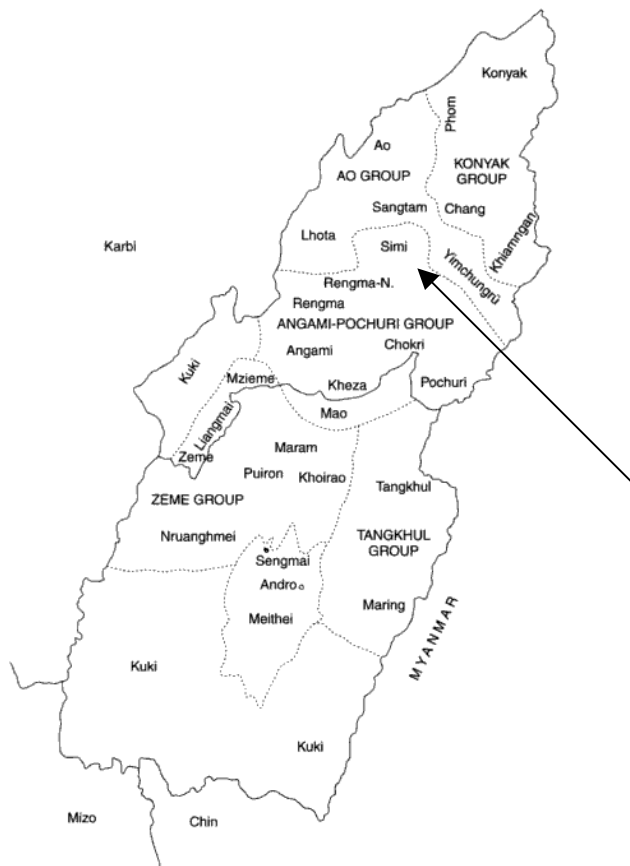 Konyak
Phom
Ao
AO GROUP
KONYAK
GROUP
Sangtam
Chang
Khiamngan
Lhota
Simi
Yimchungrü
Karbi
Rengma-N.
Rengma
ANGAMI-POCHURI GROUP
Angami
Chokri
Kuki
Mzieme
Kheza
Pochuri
Liangmai
Mao
Zeme
Maram
Puiron
Khoirao
Tangkhul
ZEME GROUP
Nruanghmei
TANGKHUL
GROUP
Sengmai
Andro
Meithei
Maring
MYANMAR
Kuki
Kuki
Mizo
Chin